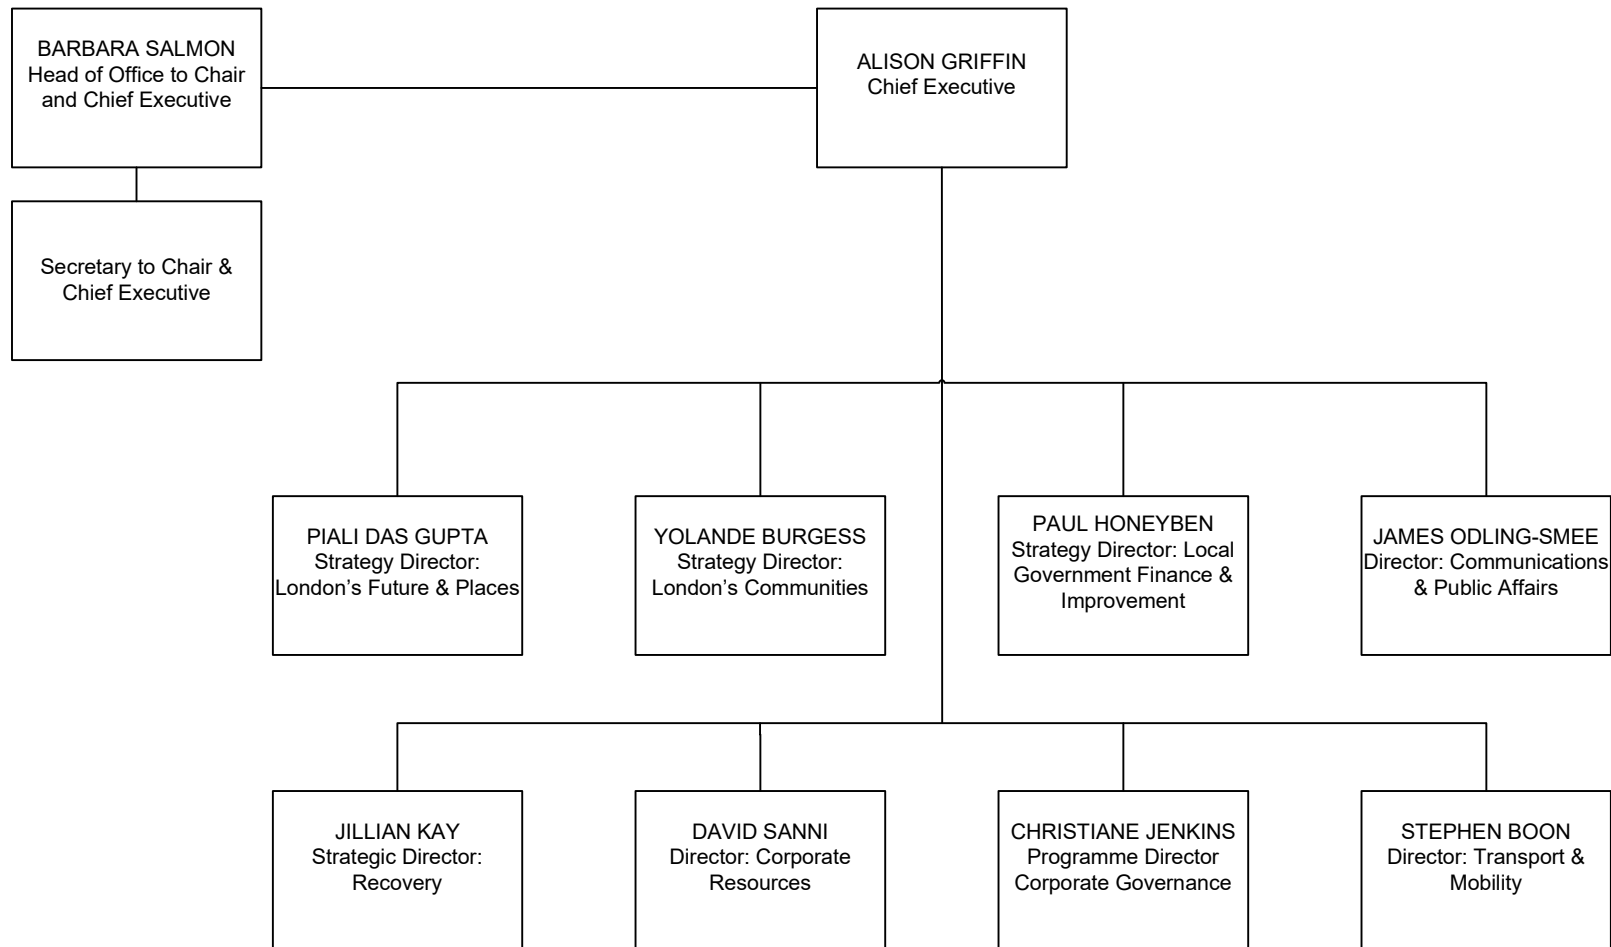 BARBARA SALMON
Head of Office to Chair
and Chief Executive
ALISON GRIFFIN
Chief Executive
Secretary to Chair &
Chief Executive
PIALI DAS GUPTA
Strategy Director:
London’s Future & Places
YOLANDE BURGESS
Strategy Director:
London’s Communities
PAUL HONEYBEN
Strategy Director: Local
Government Finance &
Improvement
JAMES ODLING-SMEE
Director: Communications
& Public Affairs
JILLIAN KAY
Strategic Director:
Recovery
DAVID SANNI
Director: Corporate
Resources
CHRISTIANE JENKINS
Programme Director
Corporate Governance
STEPHEN BOON
Director: Transport &
Mobility